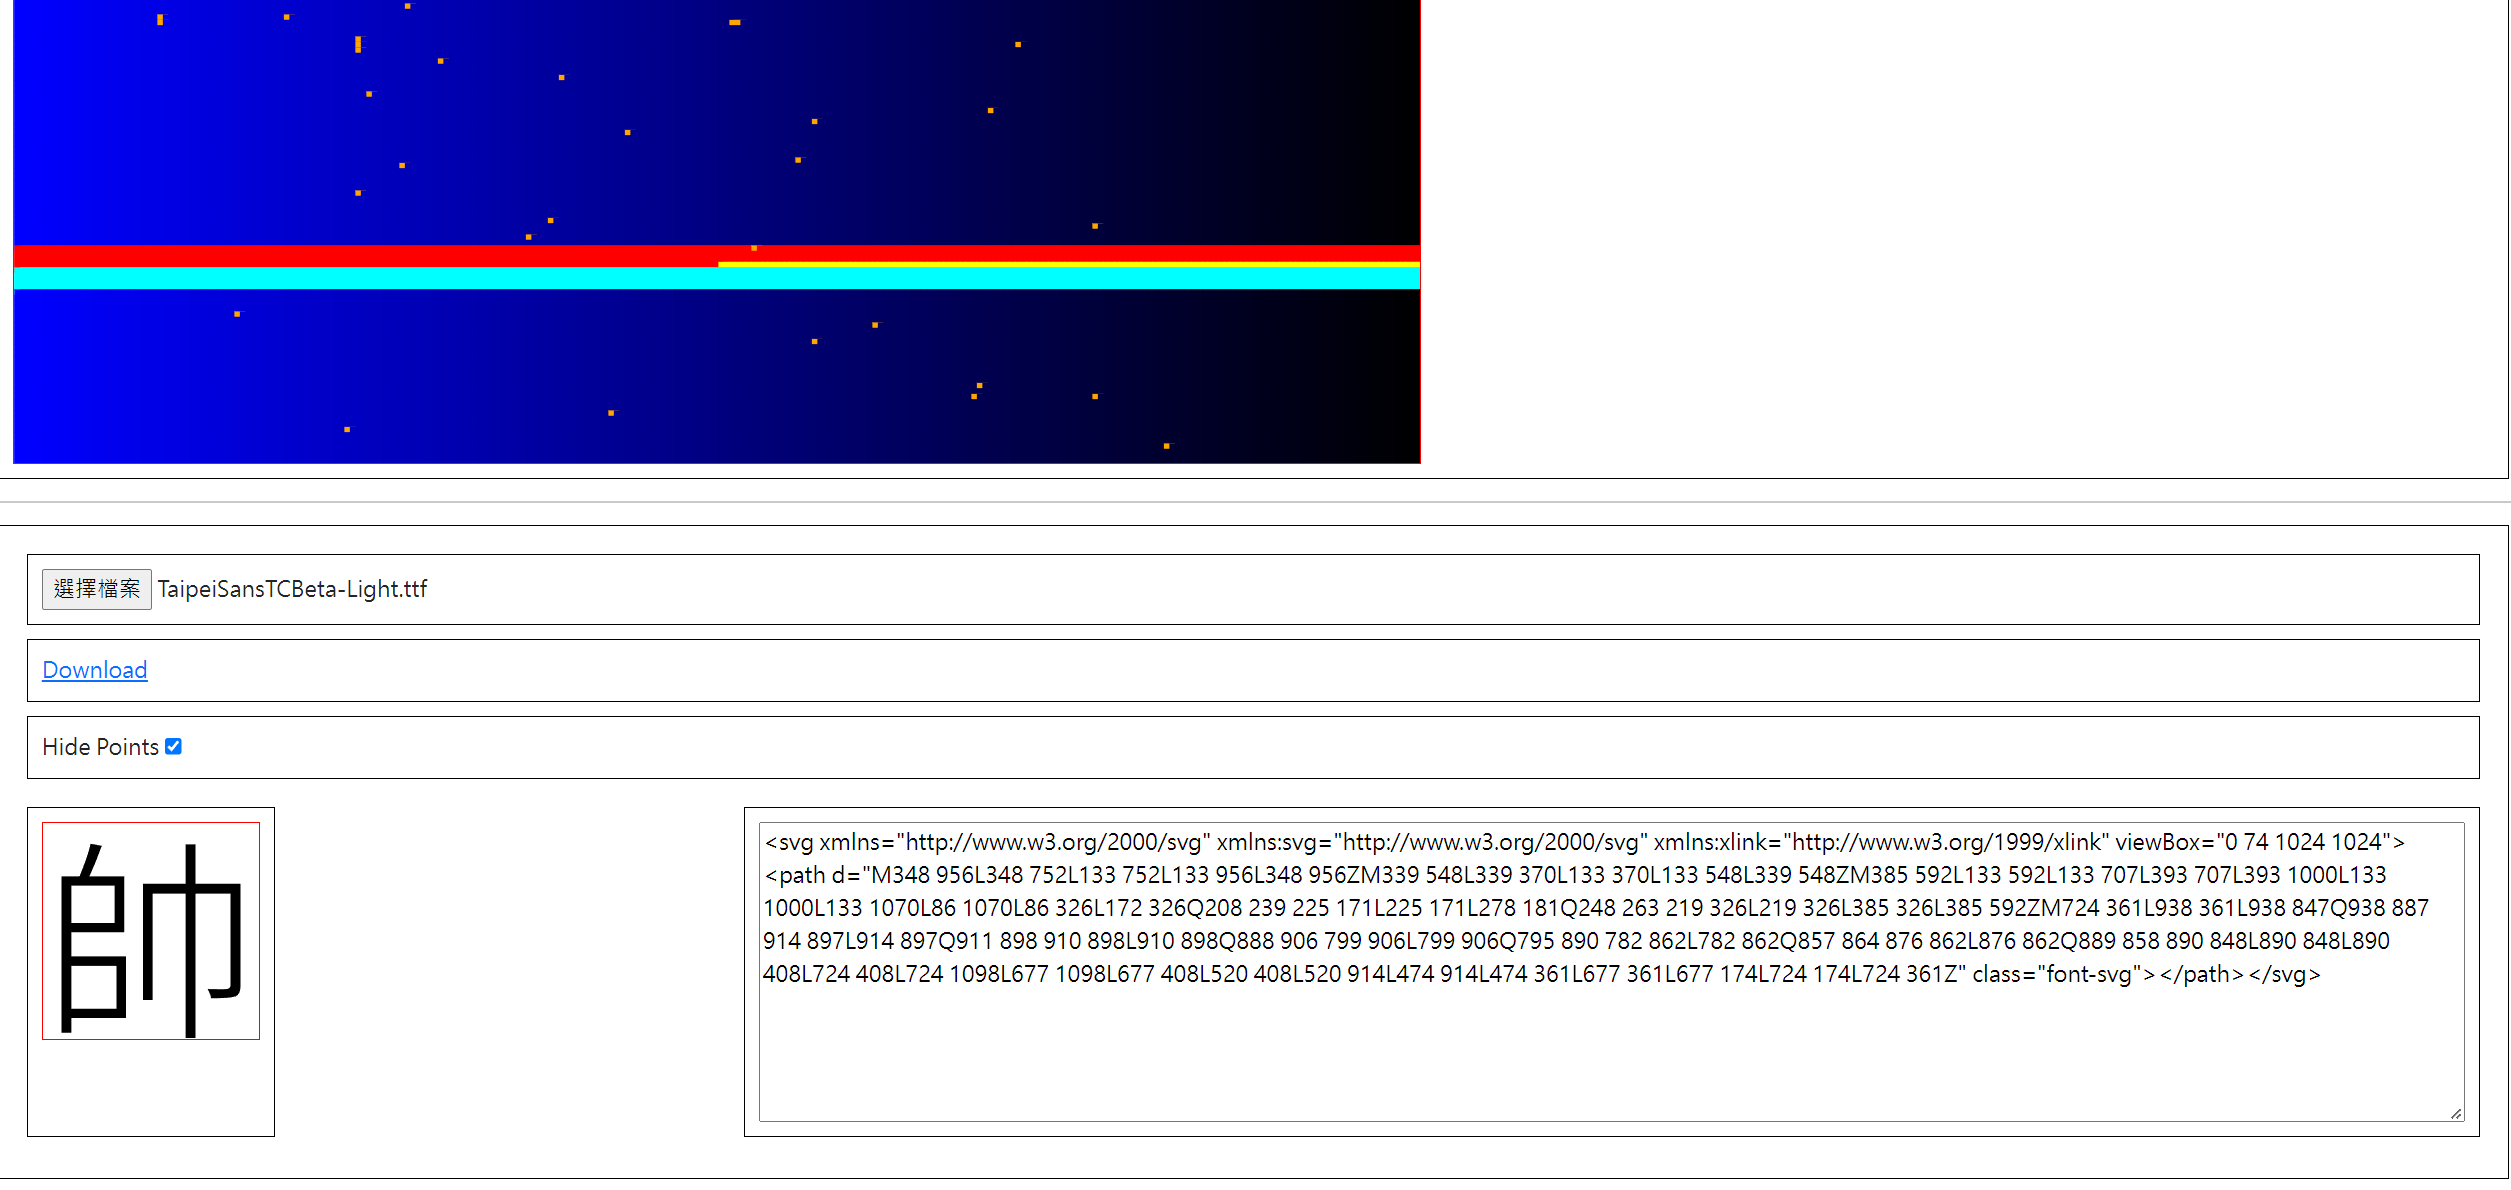 選擇檔案 TaipeiSansTCBeta-Light.ttf
Download
Hide Points
帥
<svg xmlns="http://www.w3.org/2000/svg" xmlns:svg="http://www.w3.org/2000/svg" xmlns:xlink="http://www.w3.org/1999/xlink" viewBox="0 74 1024 1024">
<path d="M348 956L348 752L133 752L133 956L348 956ZM339 548L339 370L133 370L133 548L339 548ZM385 592L133 592L133 707L393 707L393 1000L133
1000L133 1070L86 1070L86 326L172 326Q208 239 225 171L225 171L278 181Q248 263 219 326L219 326L385 326L385 592ZM724 361L938 361L938 847Q938 887
914 897L914 897Q911 898 910 898L910 898Q888 906 799 906L799 906Q795 890 782 862L782 862Q857 864 876 862L876 862Q889 858 890 848L890 848L890
408L724 408L724 1098L677 1098L677 408L520 408L520 914L474 914L474 361L677 361L677 174L724 174L724 361Z" class="font-svg"></path></svg>